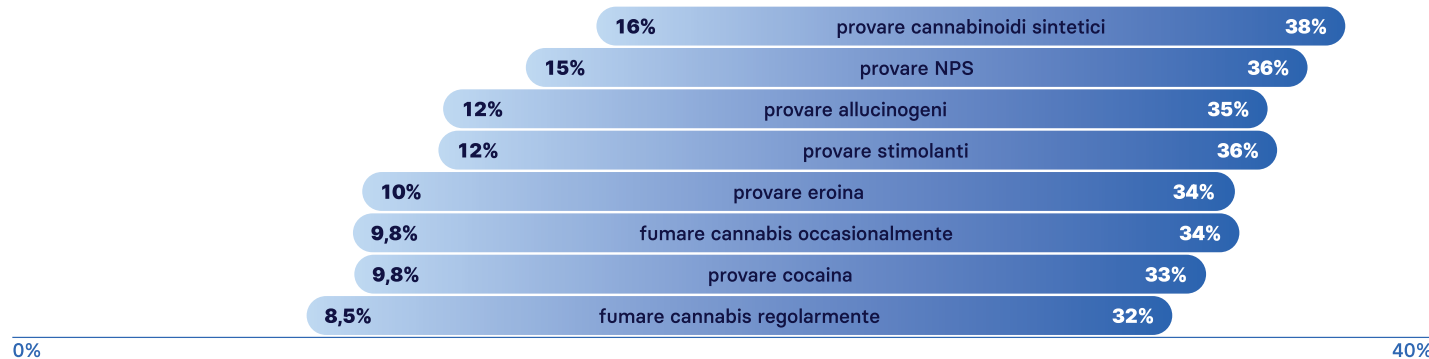 16% provare cannabinoidi sintetici 38%
15% provare NPS 36%
12% provare allucinogeni 35%
12% provare stimolanti 36%
10% provare eroina 34%
9,8% fumare cannabis occasionalmente 34%
9,8% provare cocaina 33%
8,5% fumare cannabis regolarmente 32%
0% 40%